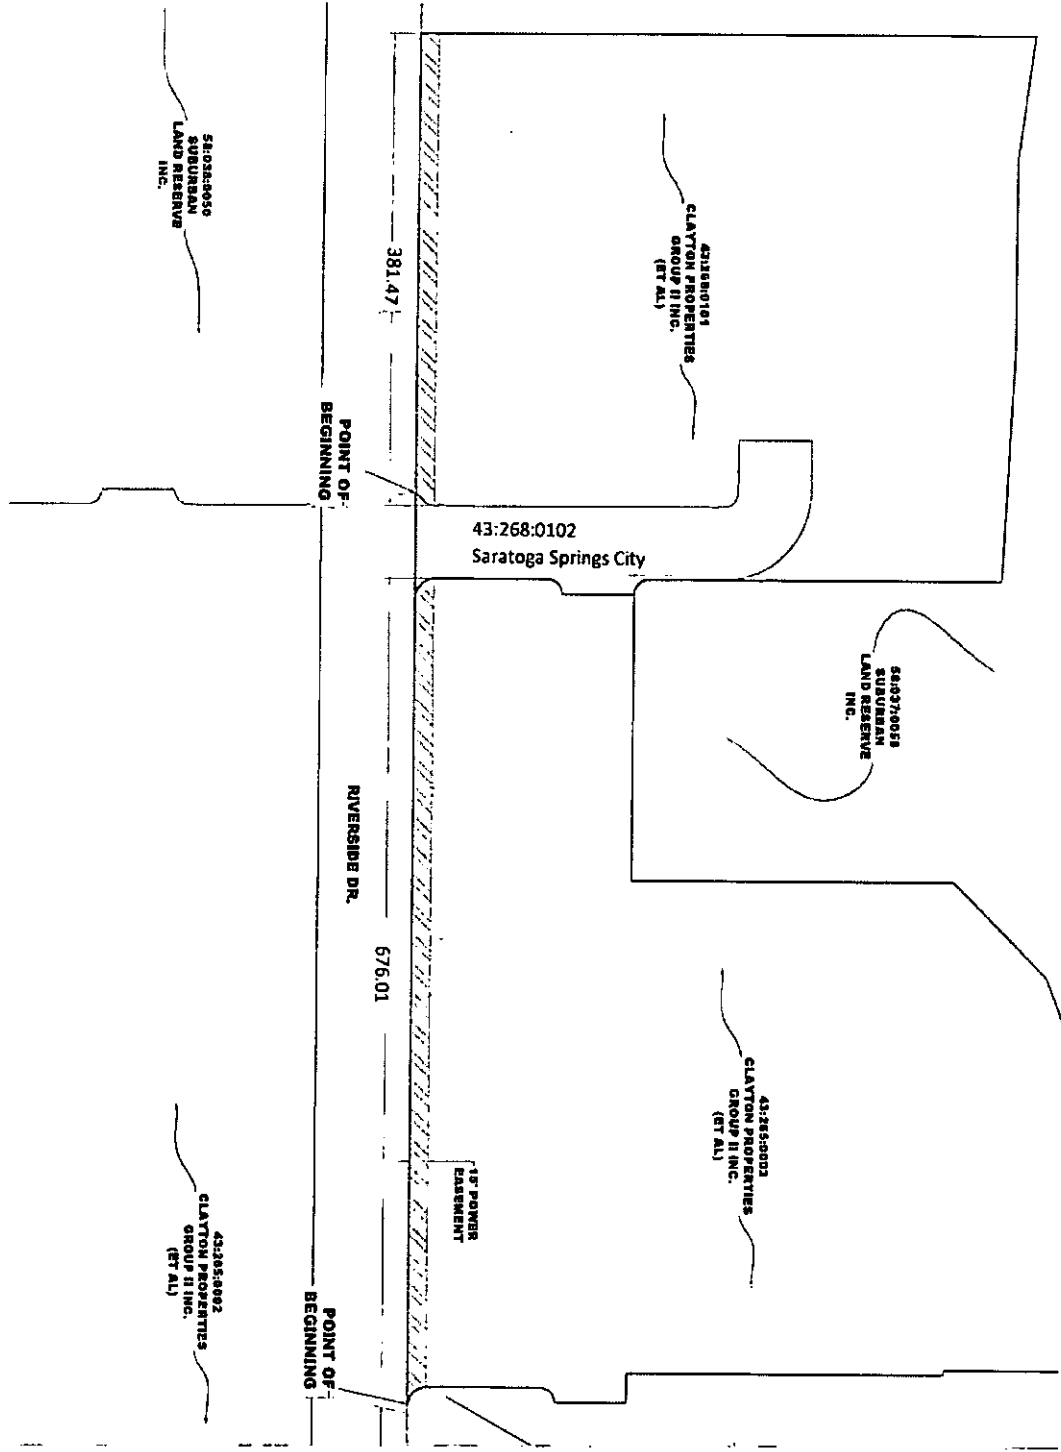 58:038:0050
SUBURBAN
LAND RESERVE
INC.
381.47
43:268:0101
CLAYTON PROPERTIES
GROUP II INC.
(ET AL)
POINT OF
BEGINNING
43:268:0102
Saratoga Springs City
58:037:0058
SUBURBAN
LAND RESERVE
INC.
RIVERSIDE DR.
676.01
43:265:0002
CLAYTON PROPERTIES
GROUP II INC.
(ET AL)
15' POWER
EASEMENT
43:265:0002
CLAYTON PROPERTIES
GROUP II INC.
(ET AL)
POINT OF
BEGINNING